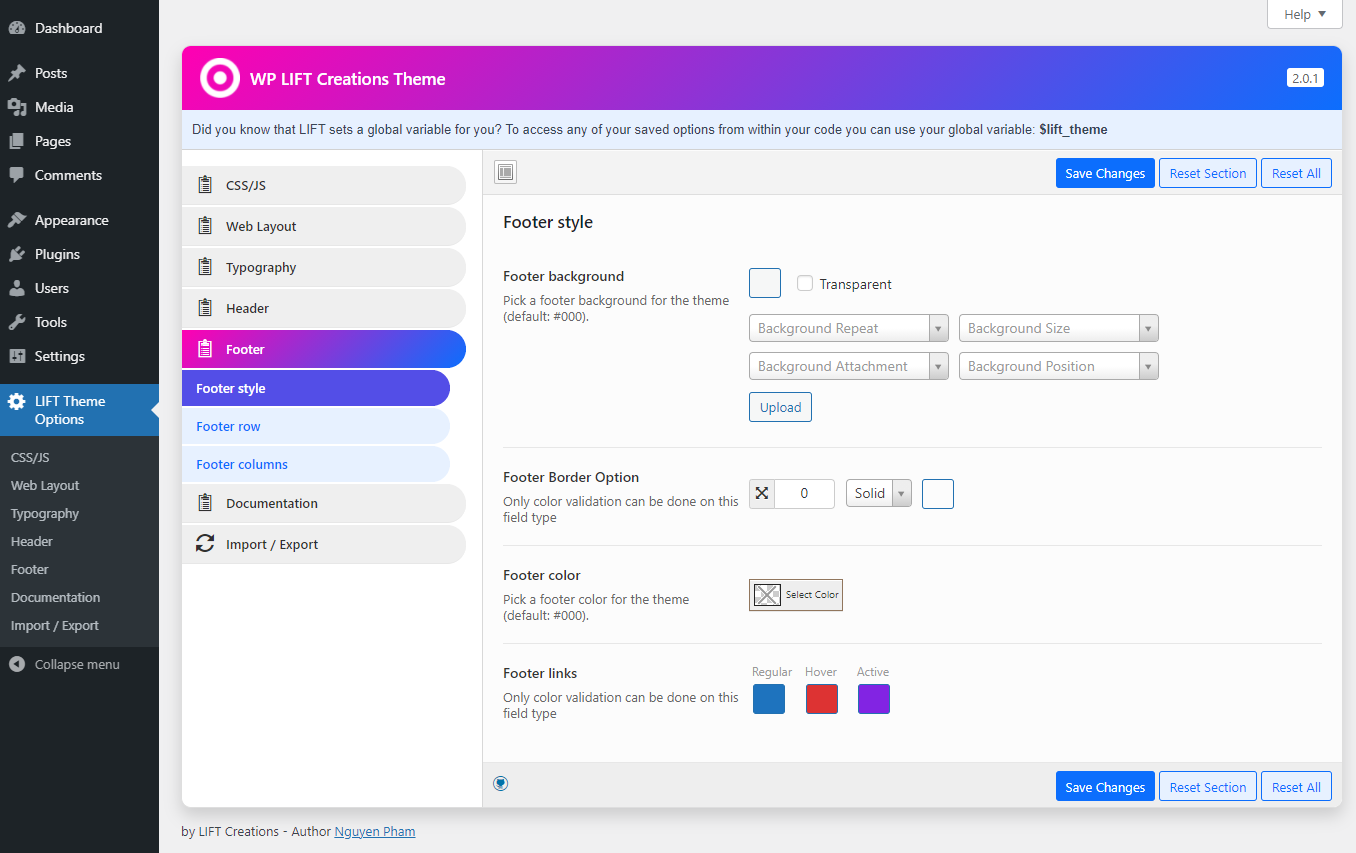 Dashboard
Posts
Media
Pages
Comments
Appearance
Plugins
Users
Tools
Settings
LIFT Theme
Options
CSS/JS
Web Layout
Typography
Header
Footer
Documentation
Import / Export
Collapse menu
Help
WP LIFT Creations Theme
2.0.1
Did you know that LIFT sets a global variable for you? To access any of your saved options from within your code you can use your global variable: $lift_theme
CSS/JS
Web Layout
Typography
Header
Footer
Footer style
Footer row
Footer columns
Documentation
Import / Export
Save Changes Reset Section Reset All
Footer style
Footer background
Pick a footer background for the theme
(default: #000).
Transparent
Background Repeat Background Size
Background Attachment Background Position
Upload
Footer Border Option
Only color validation can be done on this
field type
0 Solid
Footer color
Pick a footer color for the theme
(default: #000).
Select Color
Footer links
Only color validation can be done on this
field type
Regular Hover Active
Save Changes Reset Section Reset All
by LIFT Creations - Author Nguyen Pham